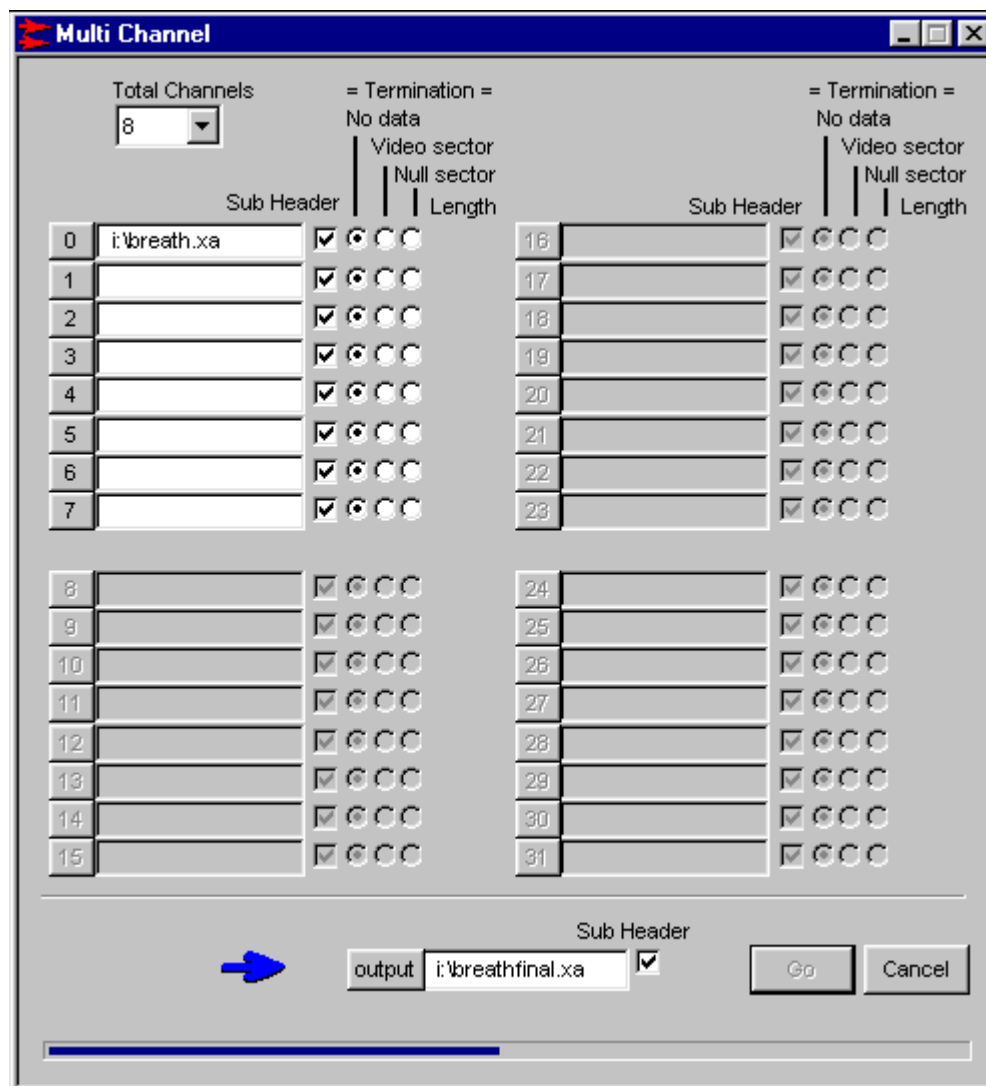 Multi Channel
Total Channels
8
= Termination =
No data
Video sector
Null sector
Sub Header
Length
= Termination =
No data
Video sector
Null sector
Sub Header
Length
0 i:\breath.xa
1
2
3
4
5
6
7
8
9
10
11
12
13
14
15
16
17
18
19
20
21
22
23
24
25
26
27
28
29
30
31
Sub Header
output i:\breathfinal.xa
Go
Cancel